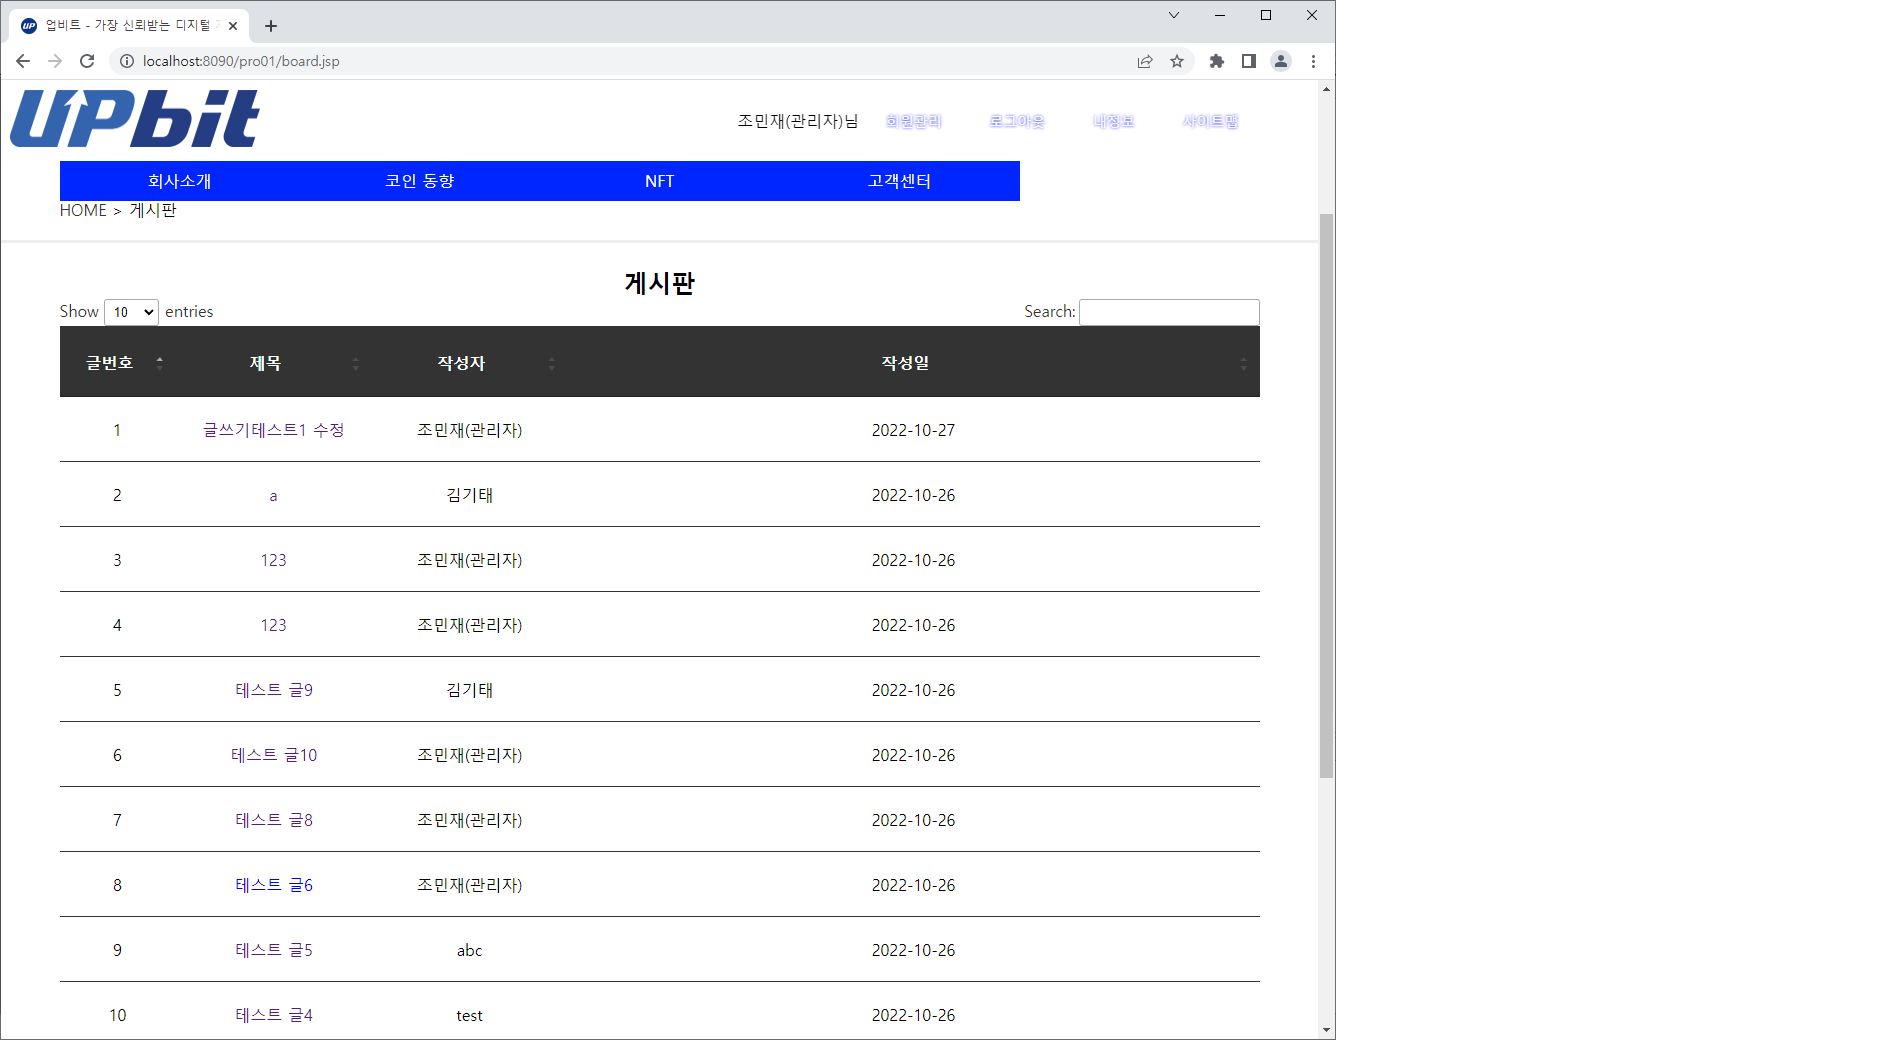 UP 업비트 - 가장 신뢰받는 디지털
localhost:8090/pro01/board.jsp
UPbit
조민재(관리자)님 회원관리 로그아웃 내정보 사이트맵
회사소개 코인 동향 NFT 고객센터
HOME > 게시판
게시판
Show 10 entries Search:
글번호 제목 작성자 작성일
1 글쓰기테스트1 수정 조민재(관리자) 2022-10-27
2 a 김기태 2022-10-26
3 123 조민재(관리자) 2022-10-26
4 123 조민재(관리자) 2022-10-26
5 테스트 글9 김기태 2022-10-26
6 테스트 글10 조민재(관리자) 2022-10-26
7 테스트 글8 조민재(관리자) 2022-10-26
8 테스트 글6 조민재(관리자) 2022-10-26
9 테스트 글5 abc 2022-10-26
10 테스트 글4 test 2022-10-26